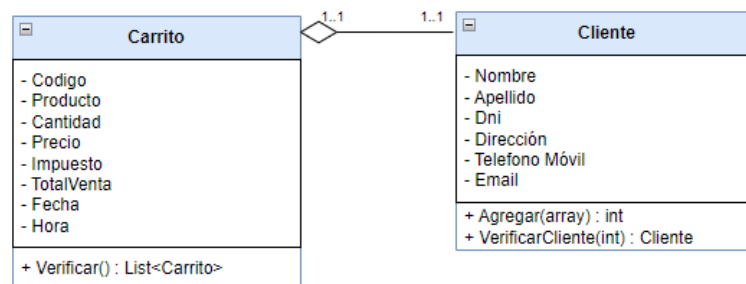 Carrito
- Codigo
- Producto
- Cantidad
- Precio
- Impuesto
- TotalVenta
- Fecha
- Hora
+ Verificar() : List<Carrito>
1..1
1..1
Cliente
- Nombre
- Apellido
- Dni
- Dirección
- Telefono Móvil
- Email
+ Agregar(array) : int
+ VerificarCliente(int) : Cliente